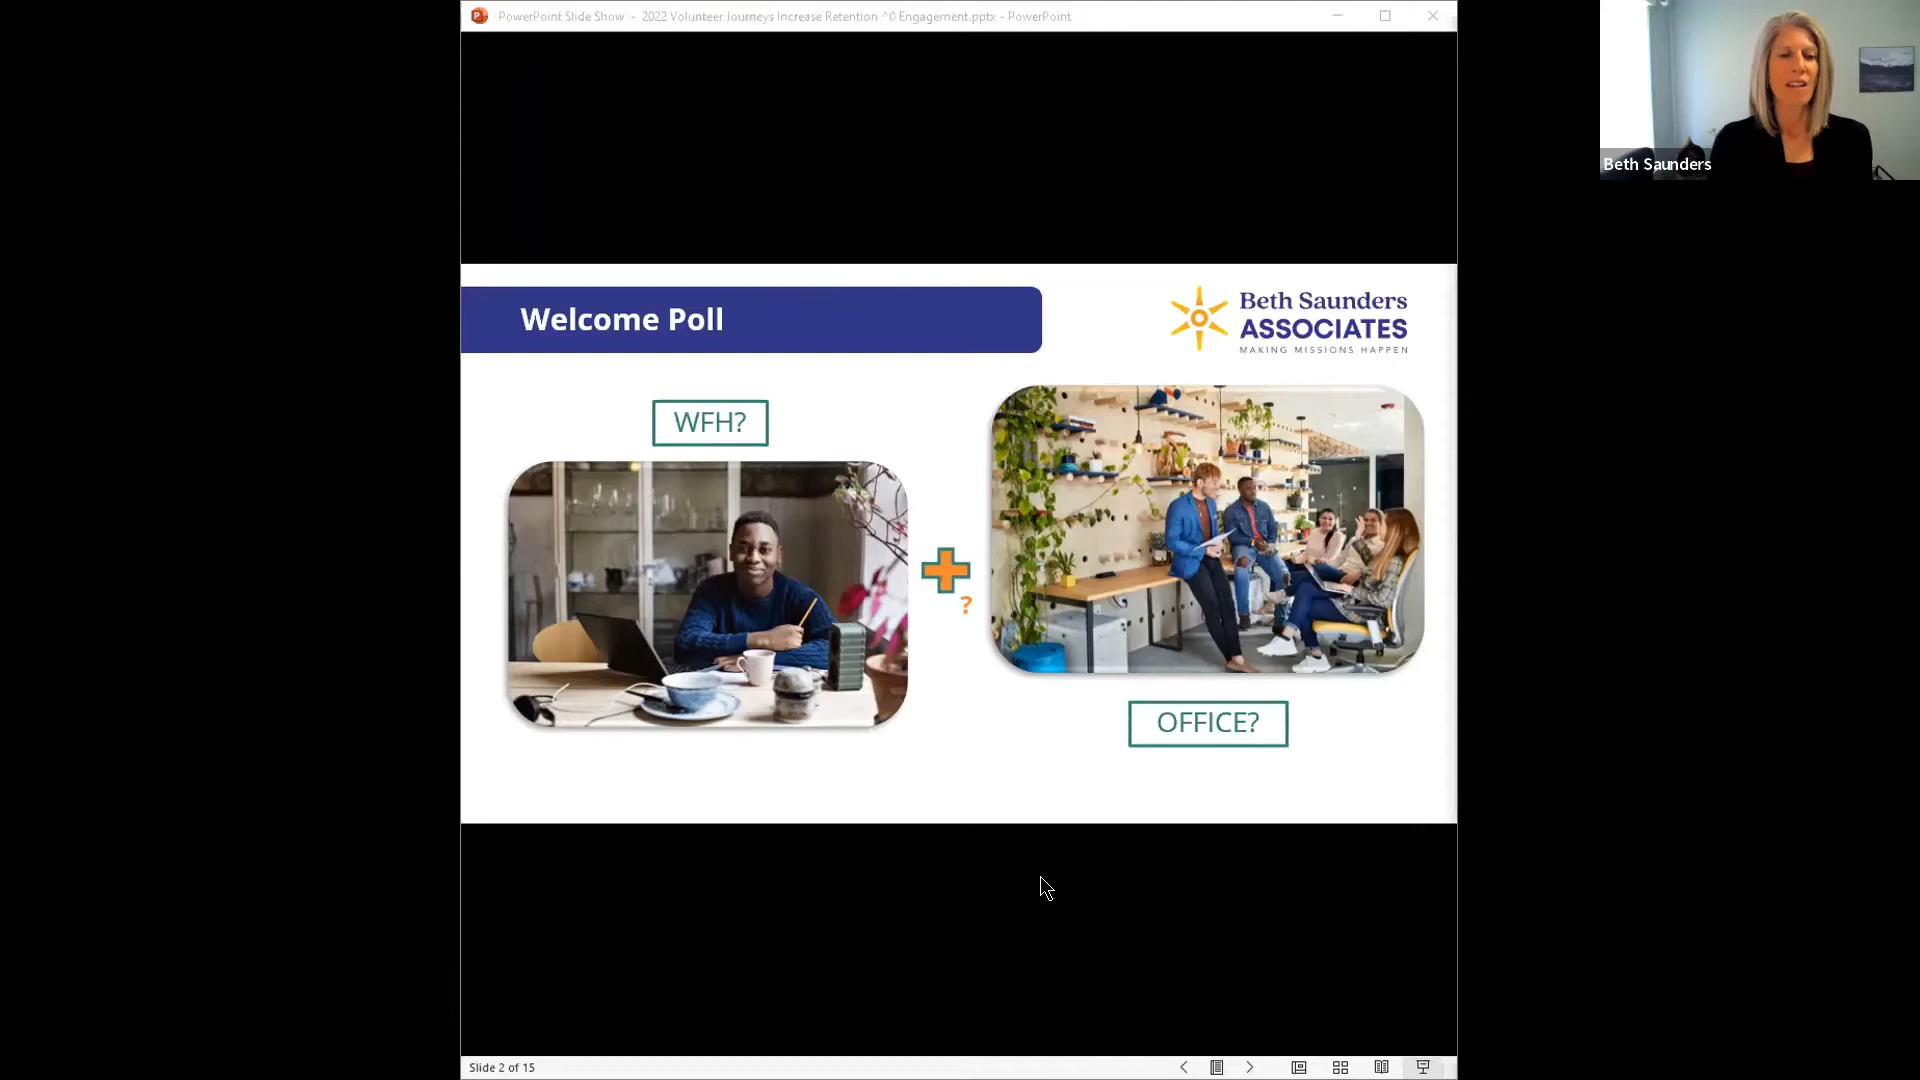 PowerPoint Slide Show - 2022 Volunteer Journeys Increase Retention ^0 Engagement.pptx - PowerPoint
Beth Saunders
Welcome Poll
Beth Saunders
ASSOCIATES
MAKING MISSIONS HAPPEN
WFH?
?
OFFICE?
Slide 2 of 15